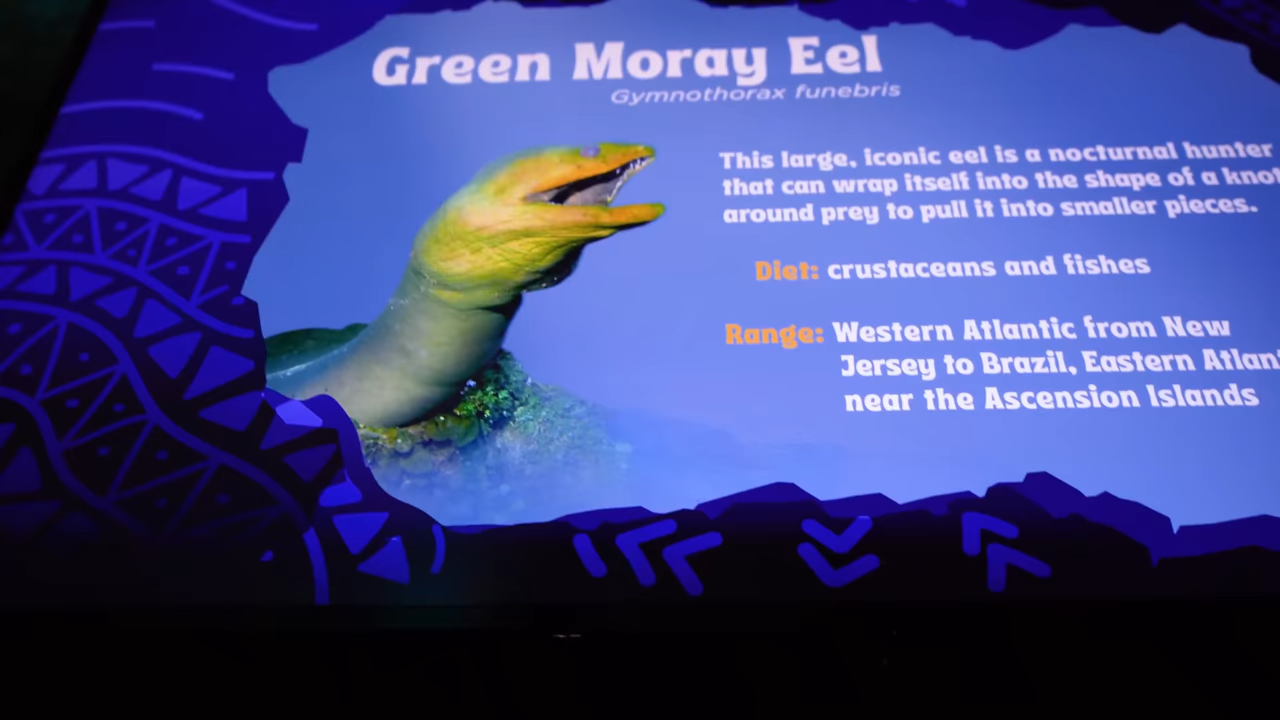 Green Moray Eel
Gymnothorax funebris
This large, iconic eel is a nocturnal hunter
that can wrap itself into the shape of a knot
around prey to pull it into smaller pieces.
Diet: crustaceans and fishes
Range: Western Atlantic from New
Jersey to Brazil, Eastern Atlant
near the Ascension Islands